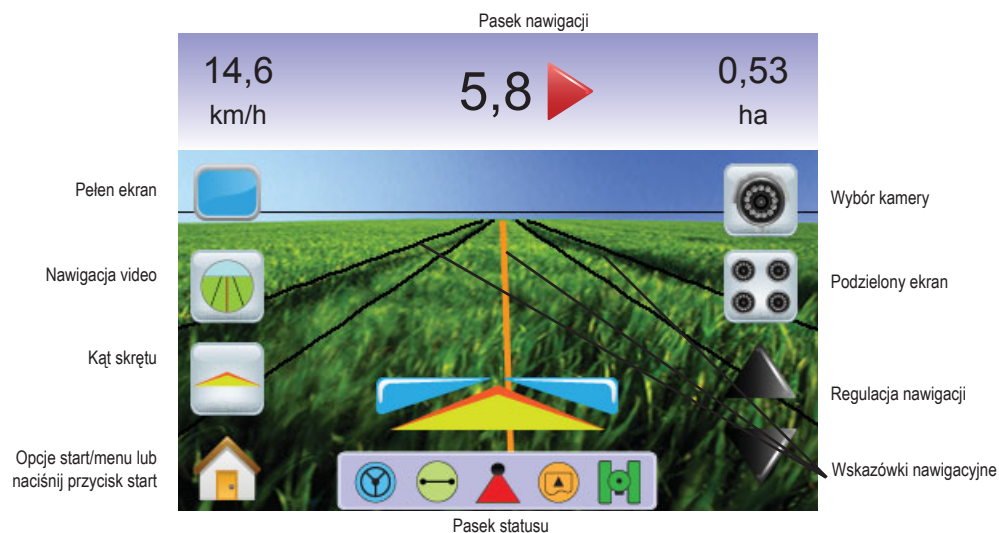 Pasek nawigacji
14,6
km/h
5,8
0,53
ha
Pełen ekran
Wybór kamery
Nawigacja video
Podzielony ekran
Kąt skrętu
Regulacja nawigacji
Opcje start/menu lub
naciśnij przycisk start
Wskazówki nawigacyjne
Pasek statusu